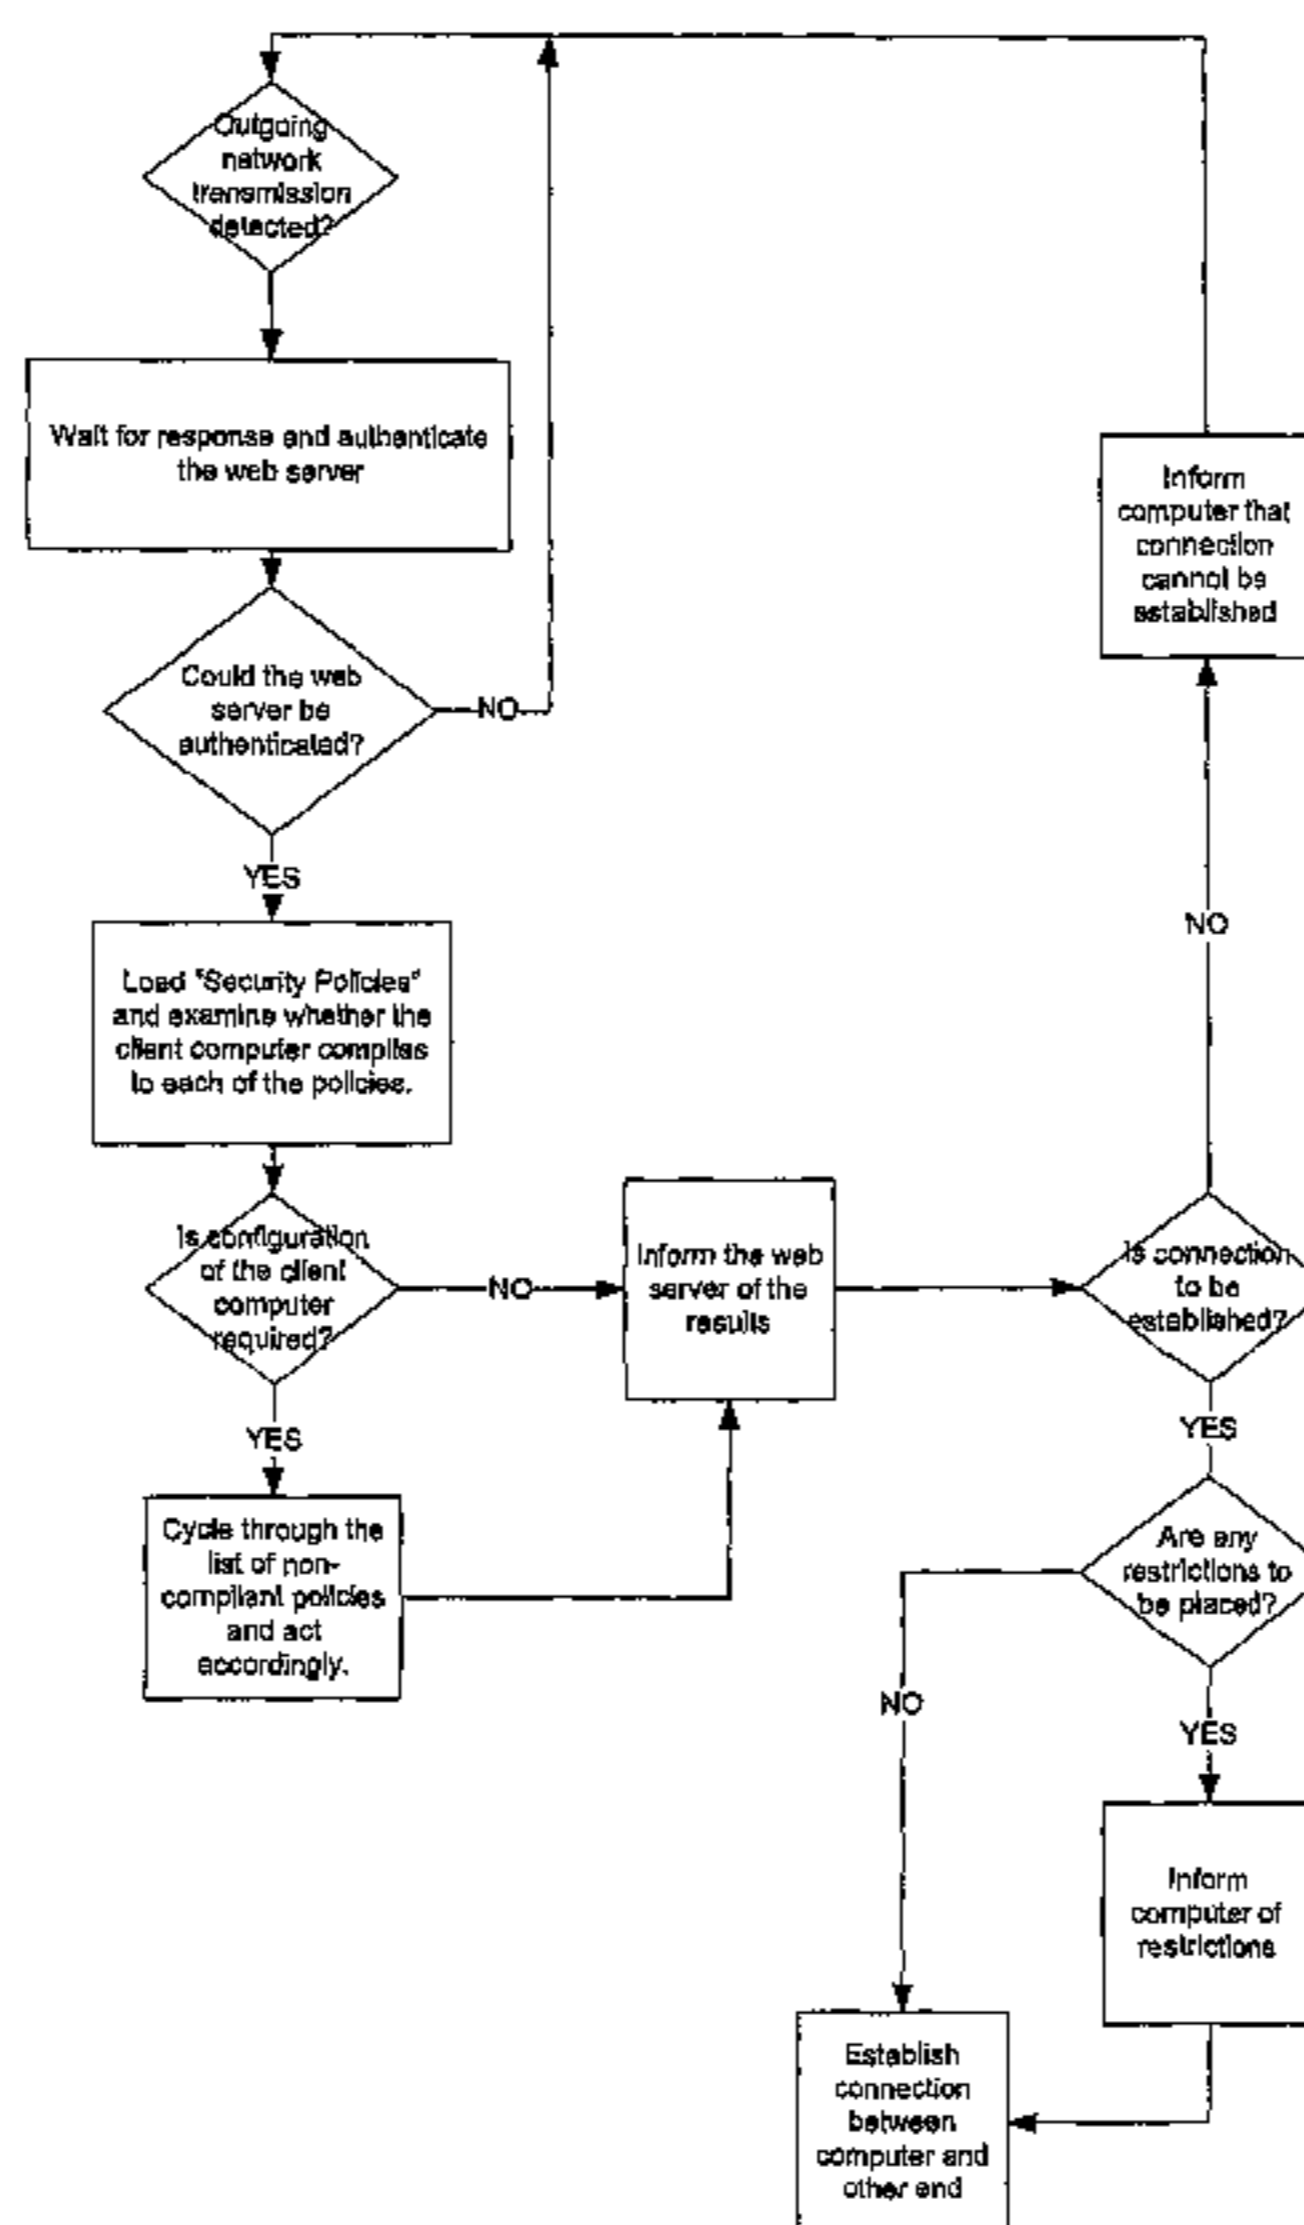 Outgoing
network
transmission
detected?
Wait for response and authenticate
the web server
Inform
computer that
connection
cannot be
established
Could the web
server be
authenticated?
NO
YES
NO
Load "Security Policies"
and examine whether the
client computer complies
to each of the policies.
Is configuration
of the client
computer
required?
NO
Inform the web
server of the
results
Is connection
to be
established?
YES
YES
Cycle through the
list of non-
compliant policies
and act
accordingly.
Are any
restrictions to
be placed?
NO
YES
Inform
computer of
restrictions
Establish
connection
between
computer and
other end